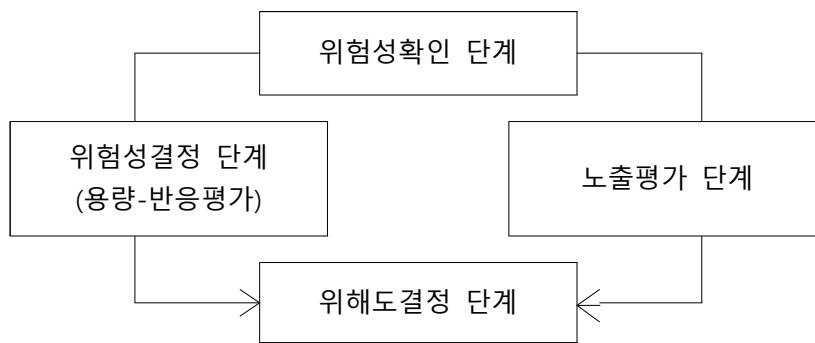 위험성확인 단계
위험성결정 단계
(용량-반응평가)
노출평가 단계
위해도결정 단계